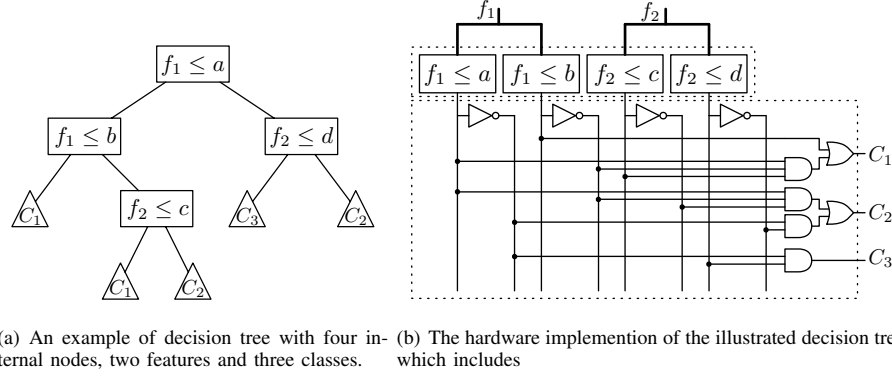 f₁ ≤ a
f₁ ≤ b
f₂ ≤ d
C₁
f₂ ≤ c
C₃
C₂
C₁
C₂
f₁
f₂
f₁ ≤ a
f₁ ≤ b
f₂ ≤ c
f₂ ≤ d
C₁
C₂
C₃
(a) An example of decision tree with four in-
ternal nodes, two features and three classes.
(b) The hardware implemention of the illustrated decision tre
which includes